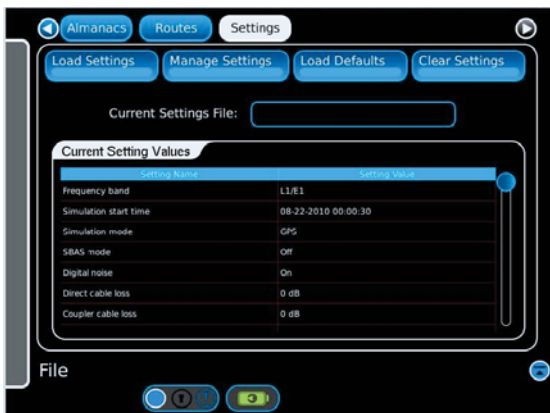 Almanacs Routes Settings
Load Settings Manage Settings Load Defaults Clear Settings
Current Settings File:
Current Setting Values
Setting Name Setting Value
Frequency band L1/E1
Simulation start time 08-22-2010 00:00:30
Simulation mode GPS
SBAS mode Off
Digital noise On
Direct cable loss 0 dB
Coupler cable loss 0 dB
File